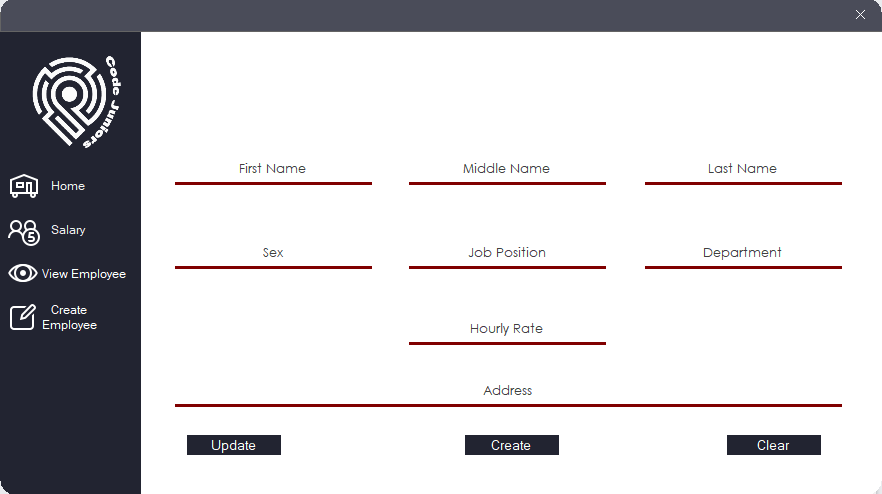 Code Juniors
Home
Salary
View Employee
Create
Employee
First Name
Middle Name
Last Name
Sex
Job Position
Department
Hourly Rate
Address
Update
Create
Clear